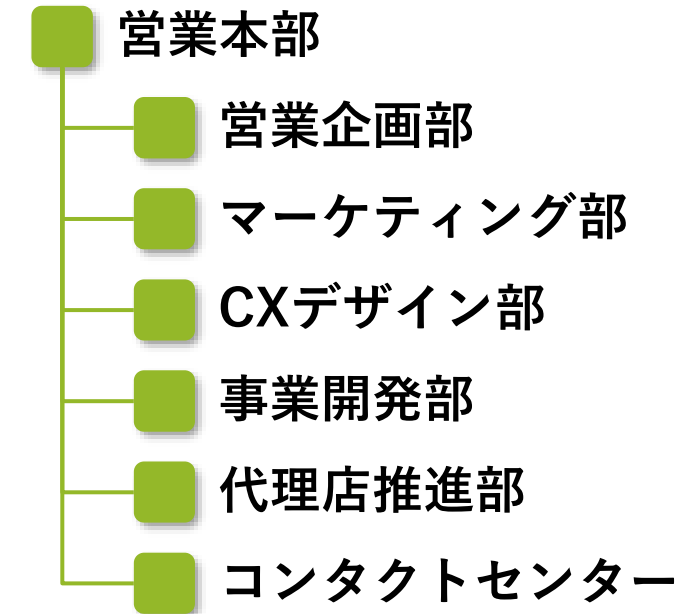 営業本部
営業企画部
マーケティング部
CXデザイン部
事業開発部
代理店推進部
コンタクトセンター